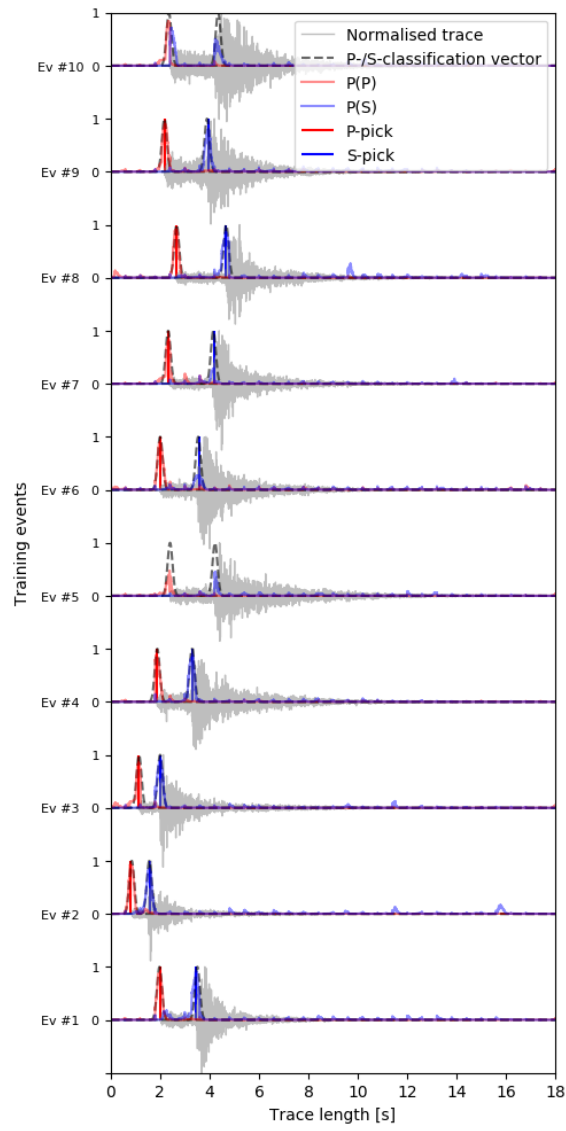 1
Ev #10 0
Normalised trace
P-/S-classification vector
P(P)
P(S)
P-pick
S-pick
1
Ev #9 0
1
Ev #8 0
1
Ev #7 0
1
Ev #6 0
1
Ev #5 0
1
Ev #4 0
1
Ev #3 0
1
Ev #2 0
1
Ev #1 0
Training events
0 2 4 6 8 10 12 14 16 18
Trace length [s]